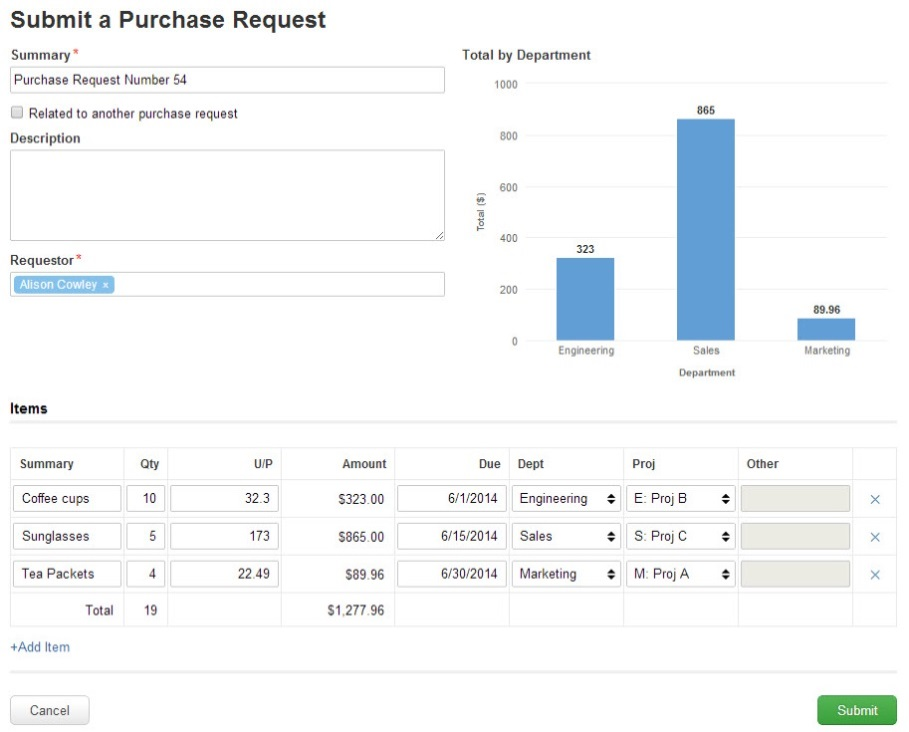 Submit a Purchase Request
Summary*
Purchase Request Number 54
Related to another purchase request
Description
Requestor*
Alison Cowley ×
Total by Department
1000
800
600
400
200
0
Total ($)
323
865
89.96
Engineering Sales Marketing
Department
Items
Summary Qty U/P Amount Due Dept Proj Other
Coffee cups 10 32.3 $323.00 6/1/2014 Engineering E: Proj B ×
Sunglasses 5 173 $865.00 6/15/2014 Sales S: Proj C ×
Tea Packets 4 22.49 $89.96 6/30/2014 Marketing M: Proj A ×
Total 19 $1,277.96
+Add Item
Cancel Submit